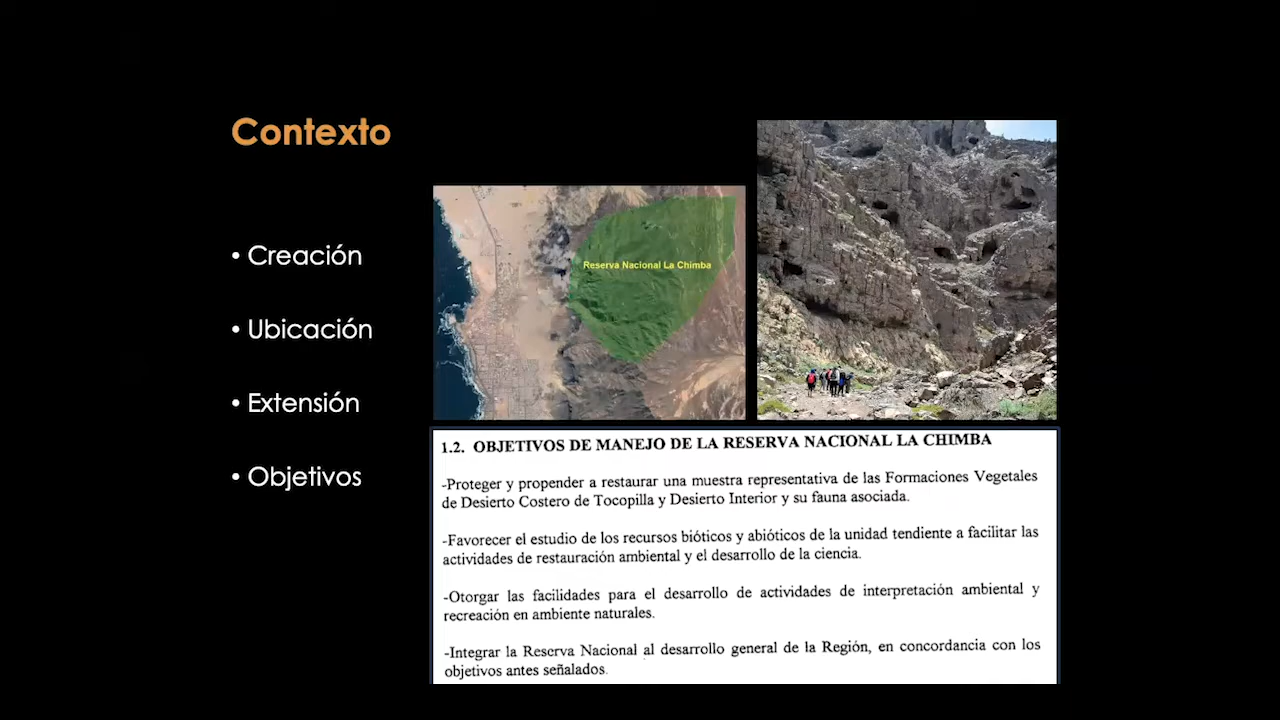 Contexto
• Creación
• Ubicación
• Extensión
• Objetivos
Reserva Nacional La Chimba
1.2. OBJETIVOS DE MANEJO DE LA RESERVA NACIONAL LA CHIMBA
-Proteger y propender a restaurar una muestra representativa de las Formaciones Vegetales
de Desierto Costero de Tocopilla y Desierto Interior y su fauna asociada.
-Favorecer el estudio de los recursos bióticos y abióticos de la unidad tendiente a facilitar las
actividades de restauración ambiental y el desarrollo de la ciencia.
-Otorgar las facilidades para el desarrollo de actividades de interpretación ambiental y
recreación en ambiente naturales.
-Integrar la Reserva Nacional al desarrollo general de la Región, en concordancia con los
objetivos antes señalados.